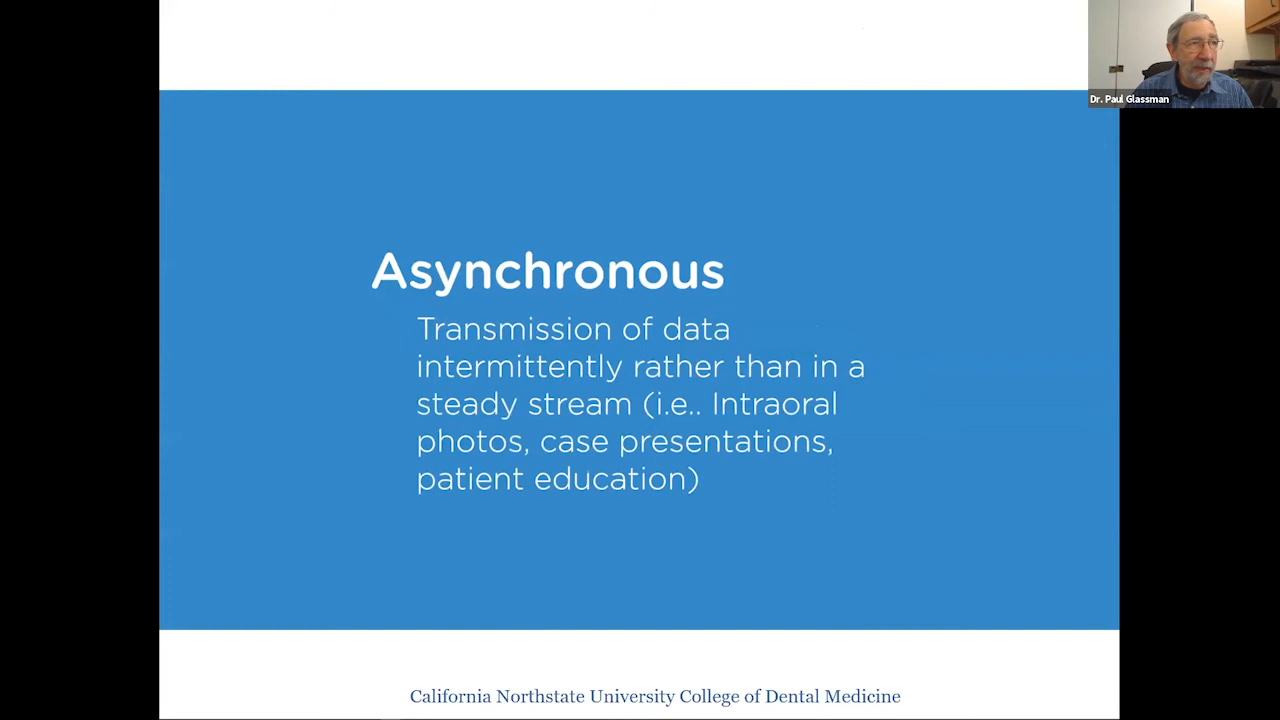 Dr. Paul Glassman
Asynchronous
Transmission of data
intermittently rather than in a
steady stream (i.e.. Intraoral
photos, case presentations,
patient education)
California Northstate University College of Dental Medicine